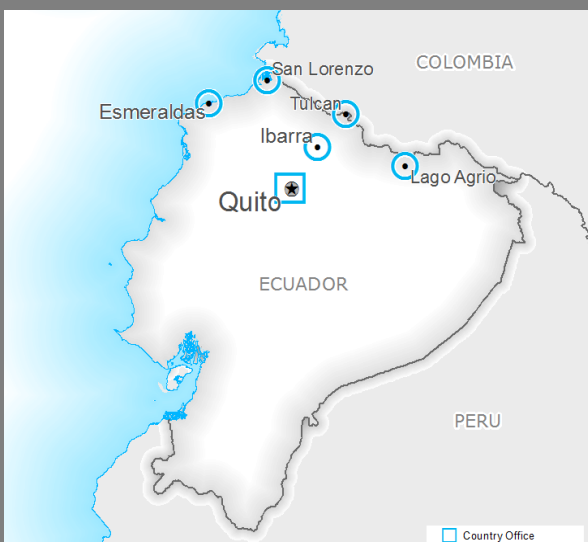 COLOMBIA
San Lorenzo
Tulcan
Esmeraldas
Ibarra
Lago Agrio
Quito
ECUADOR
PERU
Country Office